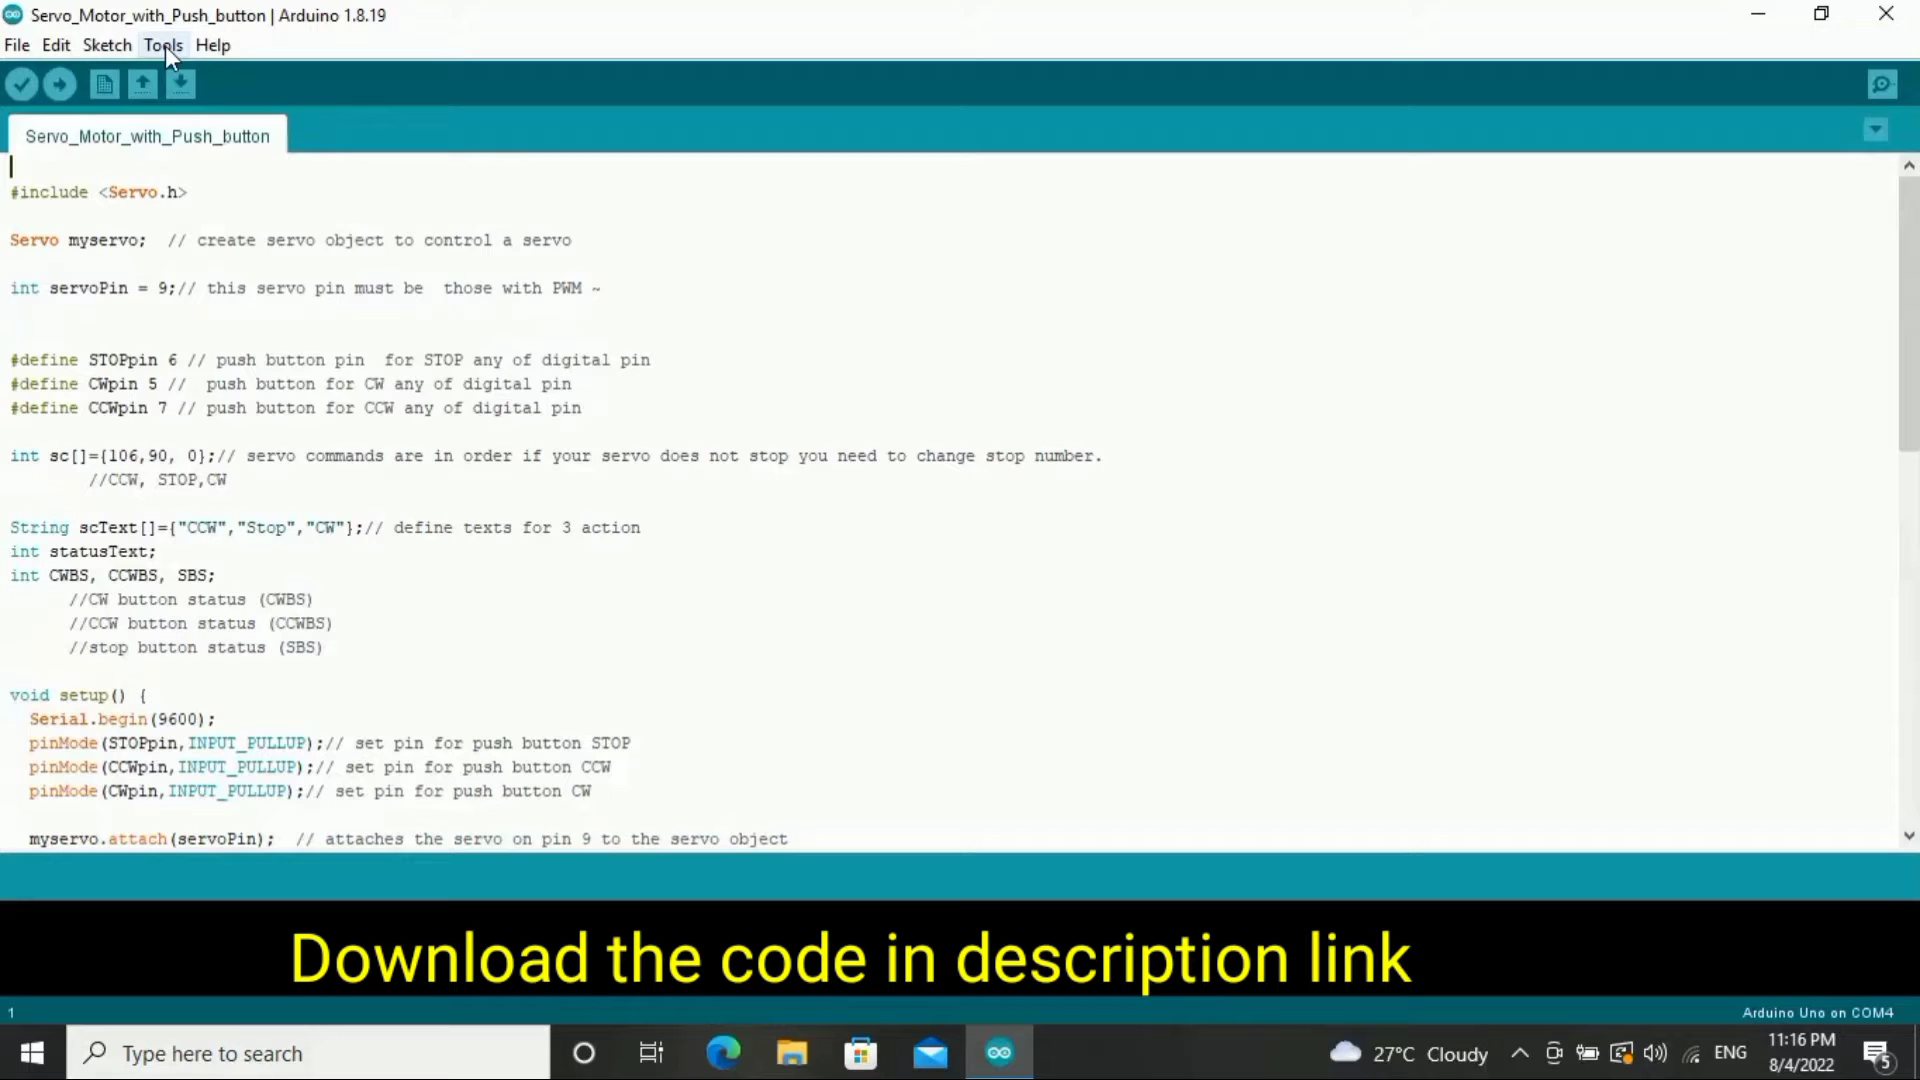 Servo_Motor_with_Push_button | Arduino 1.8.19
File Edit Sketch Tools Help
Servo_Motor_with_Push_button
#include <Servo.h>
Servo myservo;  // create servo object to control a servo
int servoPin = 9;// this servo pin must be  those with PWM ~
#define STOPpin 6 // push button pin  for STOP any of digital pin
#define CWpin 5 //  push button for CW any of digital pin
#define CCWpin 7 // push button for CCW any of digital pin
int sc[]={106,90, 0};// servo commands are in order if your servo does not stop you need to change stop number.
//CCW, STOP,CW
String scText[]={"CCW","Stop","CW"};// define texts for 3 action
int statusText;
int CWBS, CCWBS, SBS;
//CW button status (CWBS)
//CCW button status (CCWBS)
//stop button status (SBS)
void setup() {
Serial.begin(9600);
pinMode(STOPpin,INPUT_PULLUP);// set pin for push button STOP
pinMode(CCWpin,INPUT_PULLUP);// set pin for push button CCW
pinMode(CWpin,INPUT_PULLUP);// set pin for push button CW
myservo.attach(servoPin);  // attaches the servo on pin 9 to the servo object
Download the code in description link
1
Arduino Uno on COM4
Type here to search
27°C Cloudy
ENG
11:16 PM
8/4/2022
5